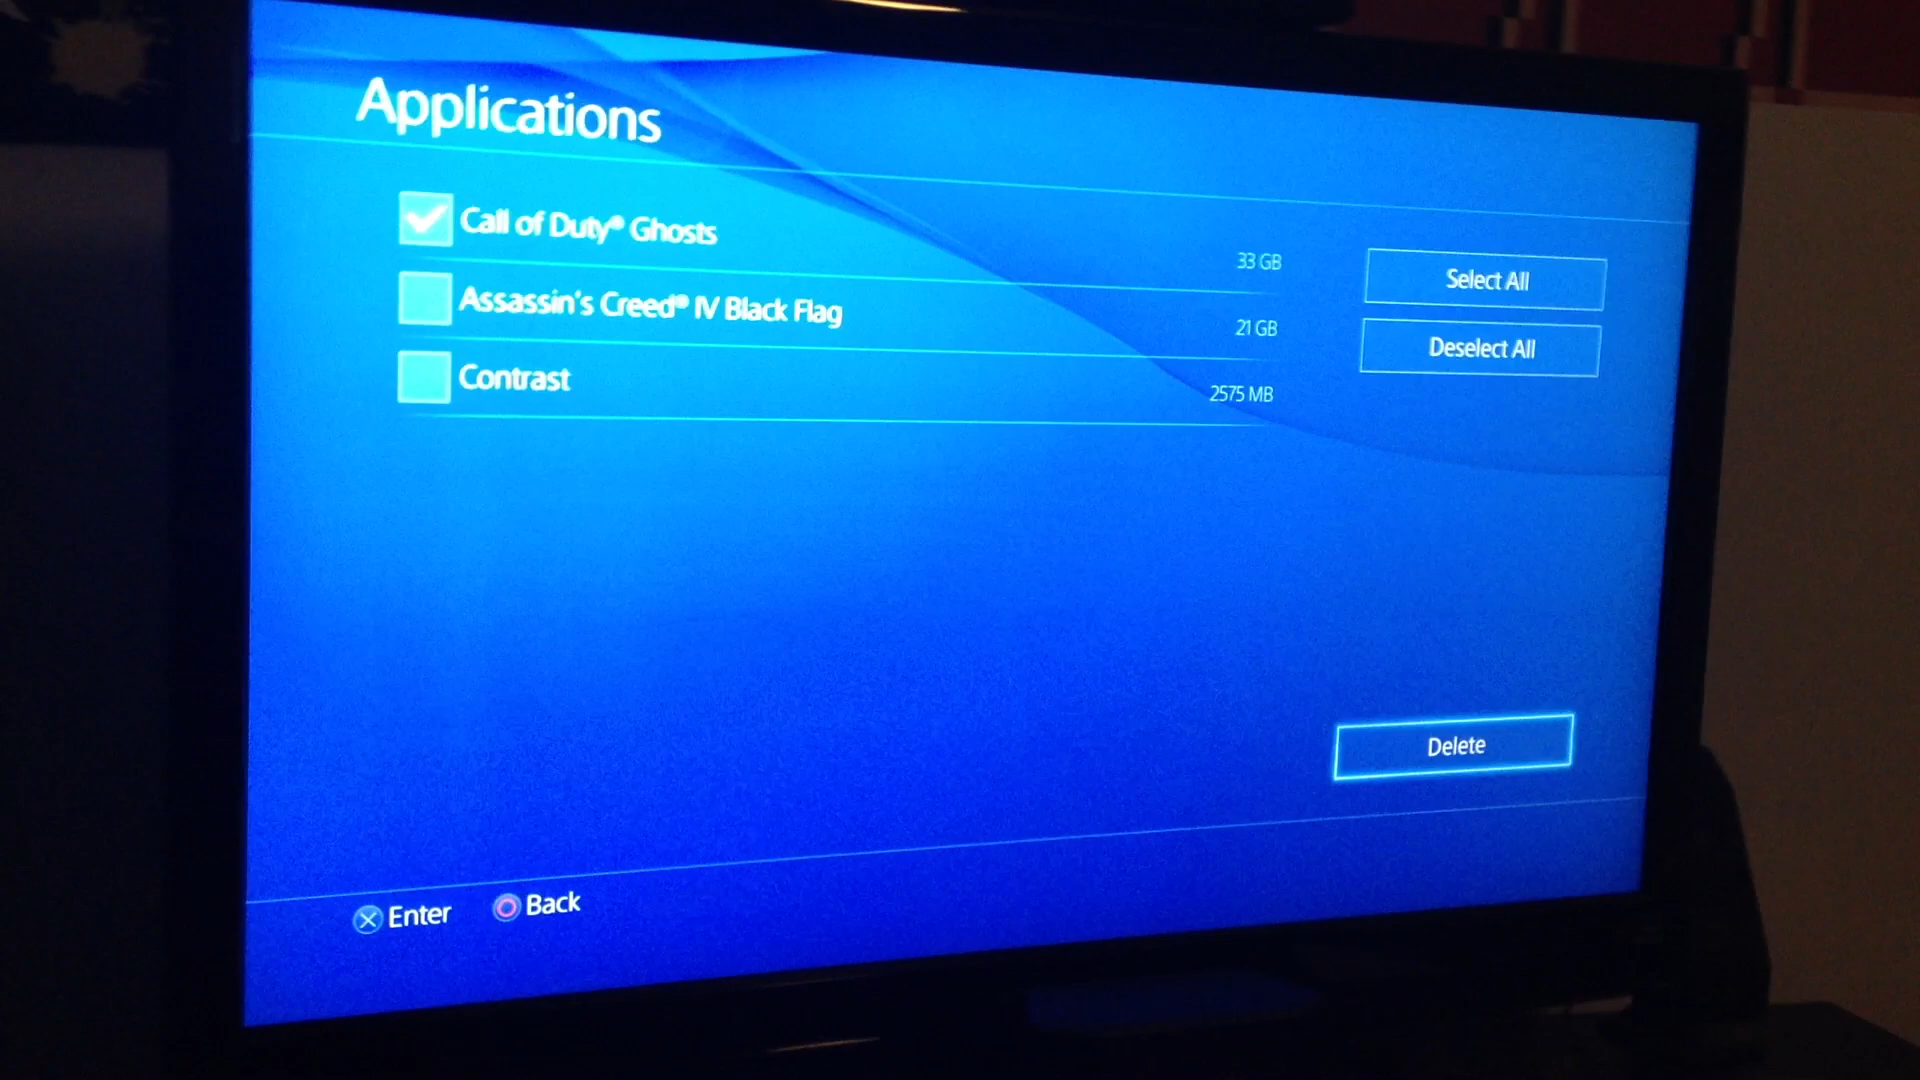 Applications
Call of Duty® Ghosts
33 GB
Select All
Assassin's Creed® IV Black Flag
21 GB
Deselect All
Contrast
2575 MB
Delete
Enter
Back